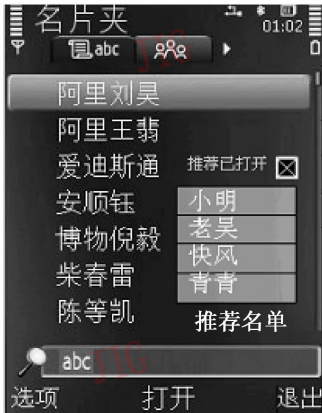 名片夹
01:02
abc
阿里刘昊
阿里王翡
爱迪斯通
推荐已打开
安顺钰
小明
老昊
博物倪毅
快风
柴春雷
青青
陈等凯
推荐名单
abc
选项
打开
退出